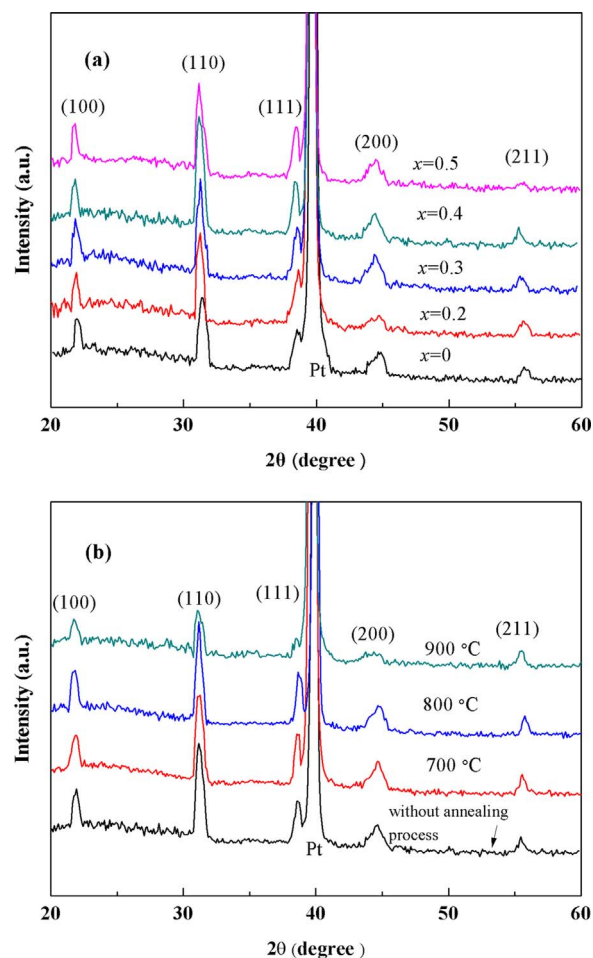 (a)
(100)
(110)
(111)
(200)
(211)
x=0.5
x=0.4
x=0.3
x=0.2
x=0
Pt
Intensity (a.u.)
20 30 40 50 60
2θ (degree )
(b)
(100)
(110)
(111)
(200)
(211)
900 °C
800 °C
700 °C
without annealing
process
Pt
Intensity (a.u.)
20 30 40 50 60
2θ (degree )